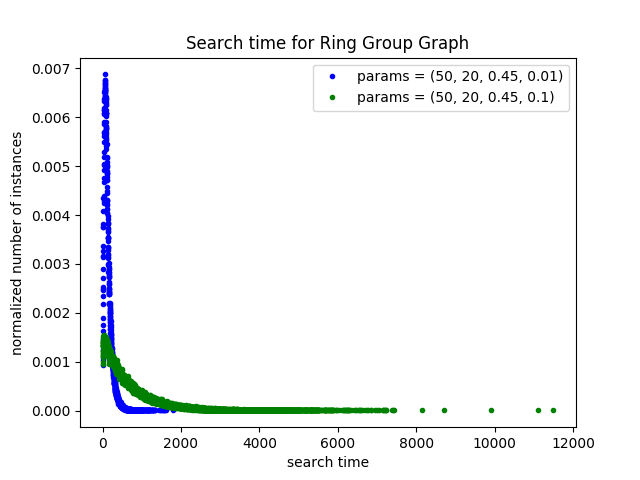 Search time for Ring Group Graph
params = (50, 20, 0.45, 0.01)
params = (50, 20, 0.45, 0.1)
normalized number of instances
0.007
0.006
0.005
0.004
0.003
0.002
0.001
0.000
0 2000 4000 6000 8000 10000 12000
search time